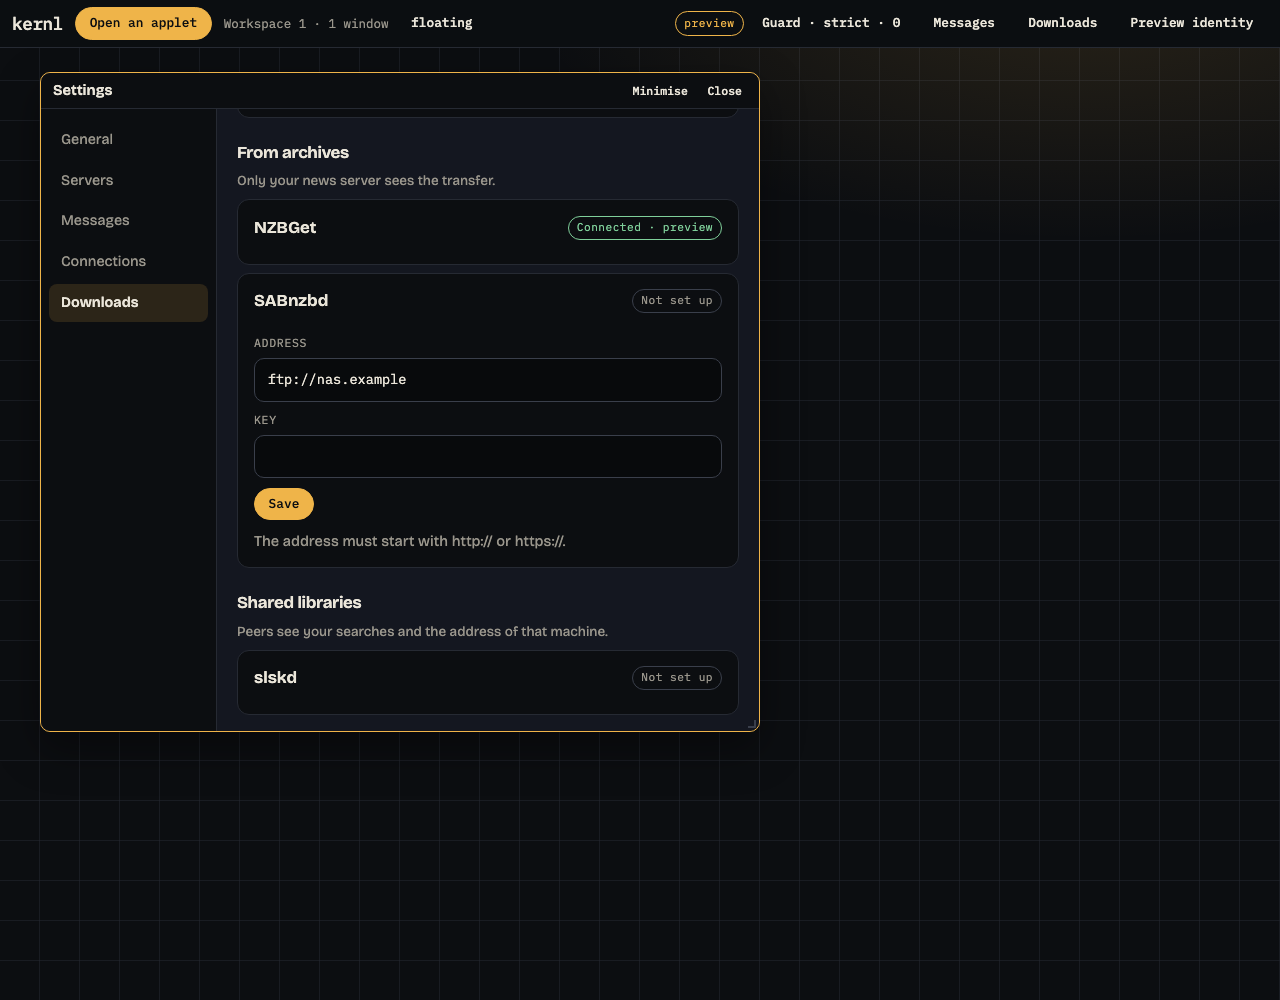 kernl
Open an applet
Workspace 1 · 1 window
floating
preview
Guard · strict · 0
Messages
Downloads
Preview identity
Settings
Minimise
Close
General
Servers
Messages
Connections
Downloads
From archives
Only your news server sees the transfer.
NZBGet
Connected · preview
SABnzbd
Not set up
ADDRESS
ftp://nas.example
KEY
Save
The address must start with http:// or https://.
Shared libraries
Peers see your searches and the address of that machine.
slskd
Not set up